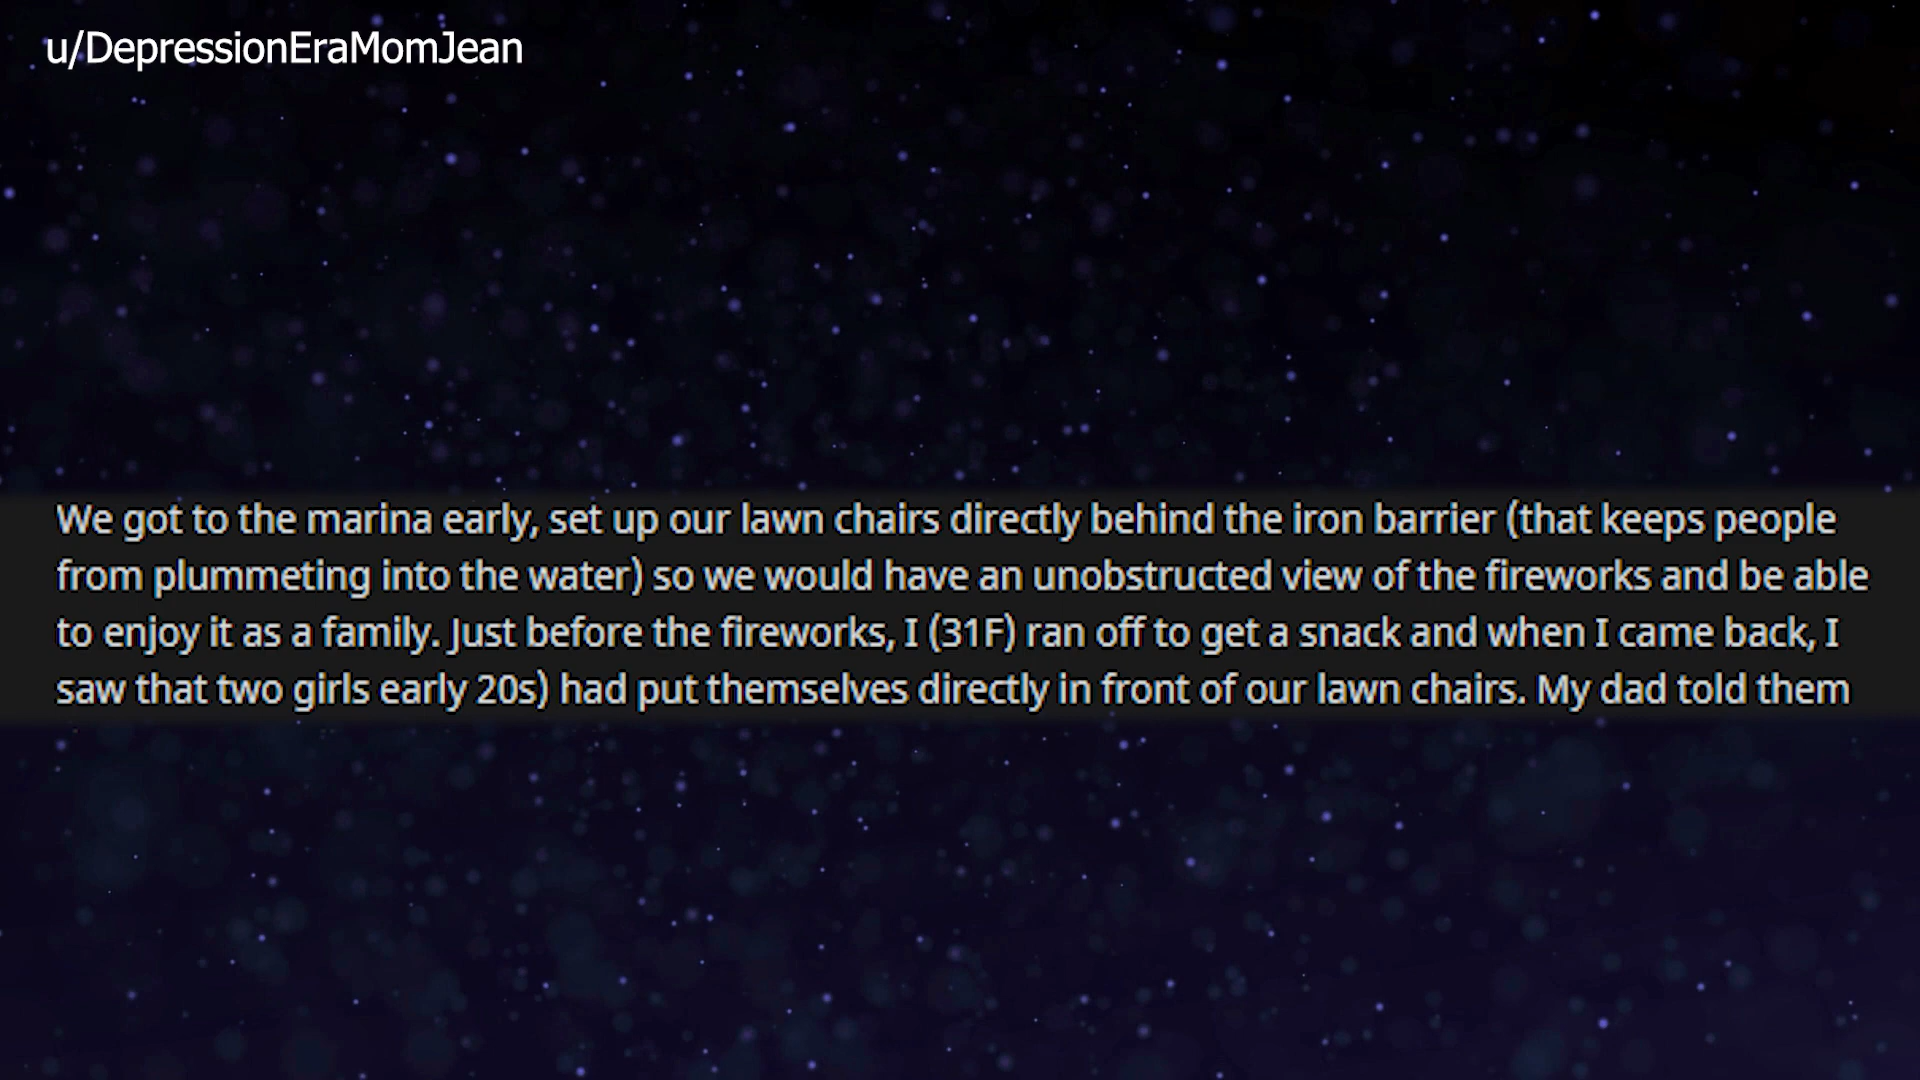 u/DepressionEraMomJean
We got to the marina early, set up our lawn chairs directly behind the iron barrier (that keeps people
from plummeting into the water) so we would have an unobstructed view of the fireworks and be able
to enjoy it as a family. Just before the fireworks, I (31F) ran off to get a snack and when I came back, I
saw that two girls early 20s) had put themselves directly in front of our lawn chairs. My dad told them